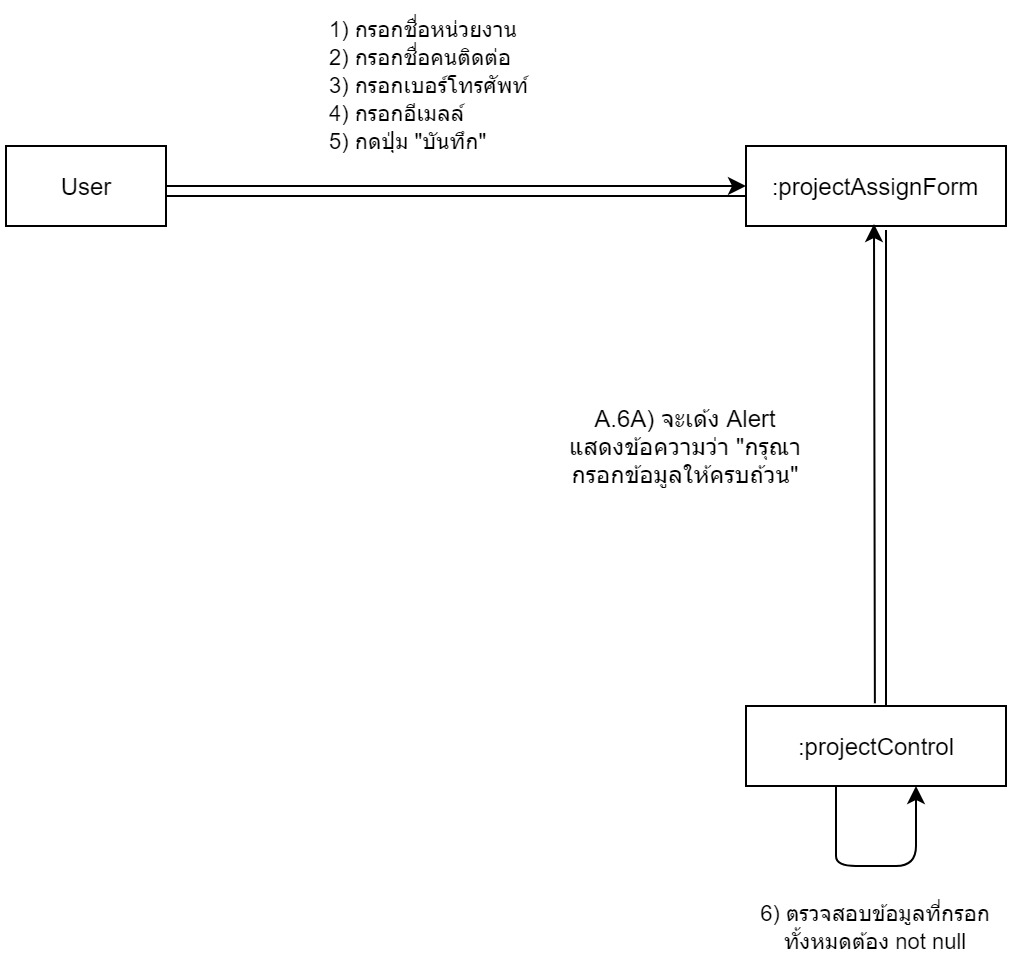 1) กรอกชื่อหน่วยงาน
2) กรอกชื่อคนติดต่อ
3) กรอกเบอร์โทรศัพท์
4) กรอกอีเมลล์
5) กดปุ่ม "บันทึก"
User
:projectAssignForm
A.6A) จะเด้ง Alert
แสดงข้อความว่า "กรุณา
กรอกข้อมูลให้ครบถ้วน"
:projectControl
6) ตรวจสอบข้อมูลที่กรอก
ทั้งหมดต้อง not null